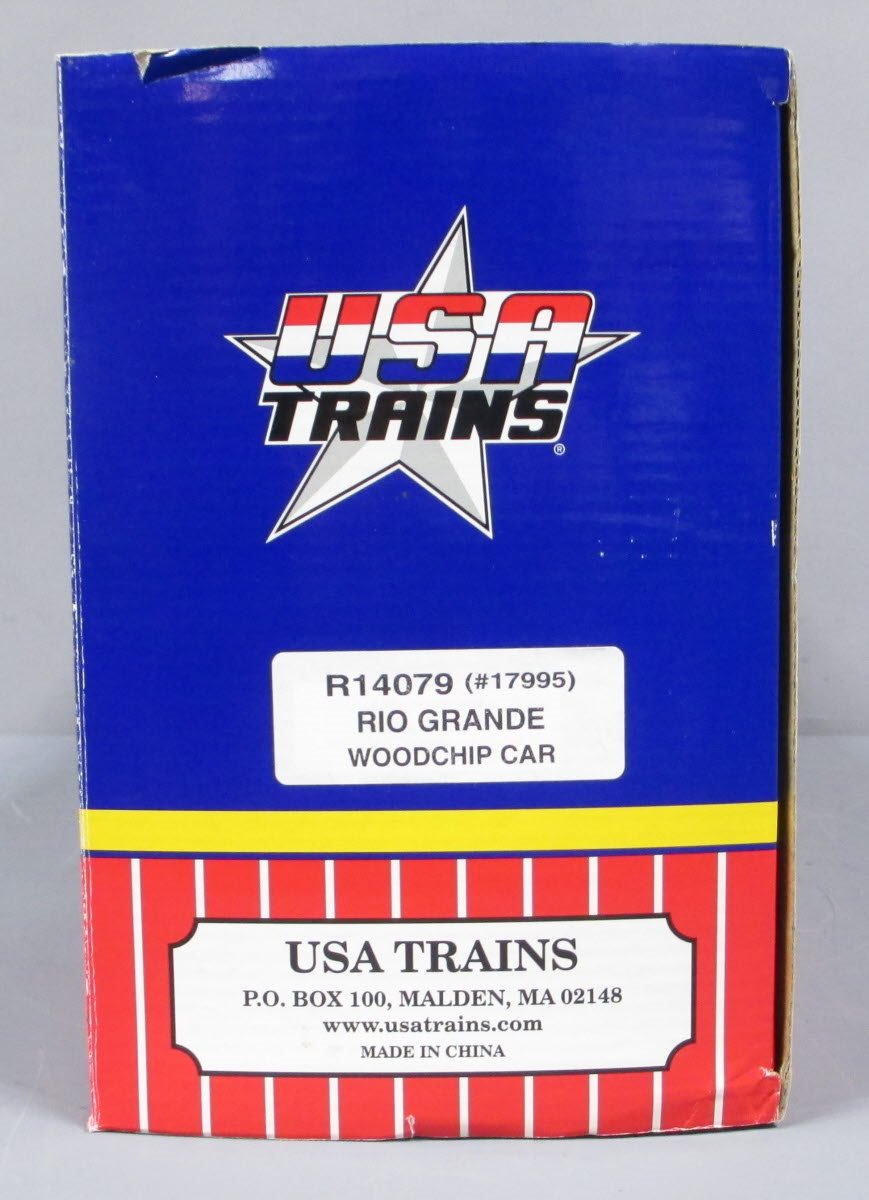 USA
TRAINS
®
R14079 (#17995)
RIO GRANDE
WOODCHIP CAR
USA TRAINS
P.O. BOX 100, MALDEN, MA 02148
www.usatrains.com
MADE IN CHINA